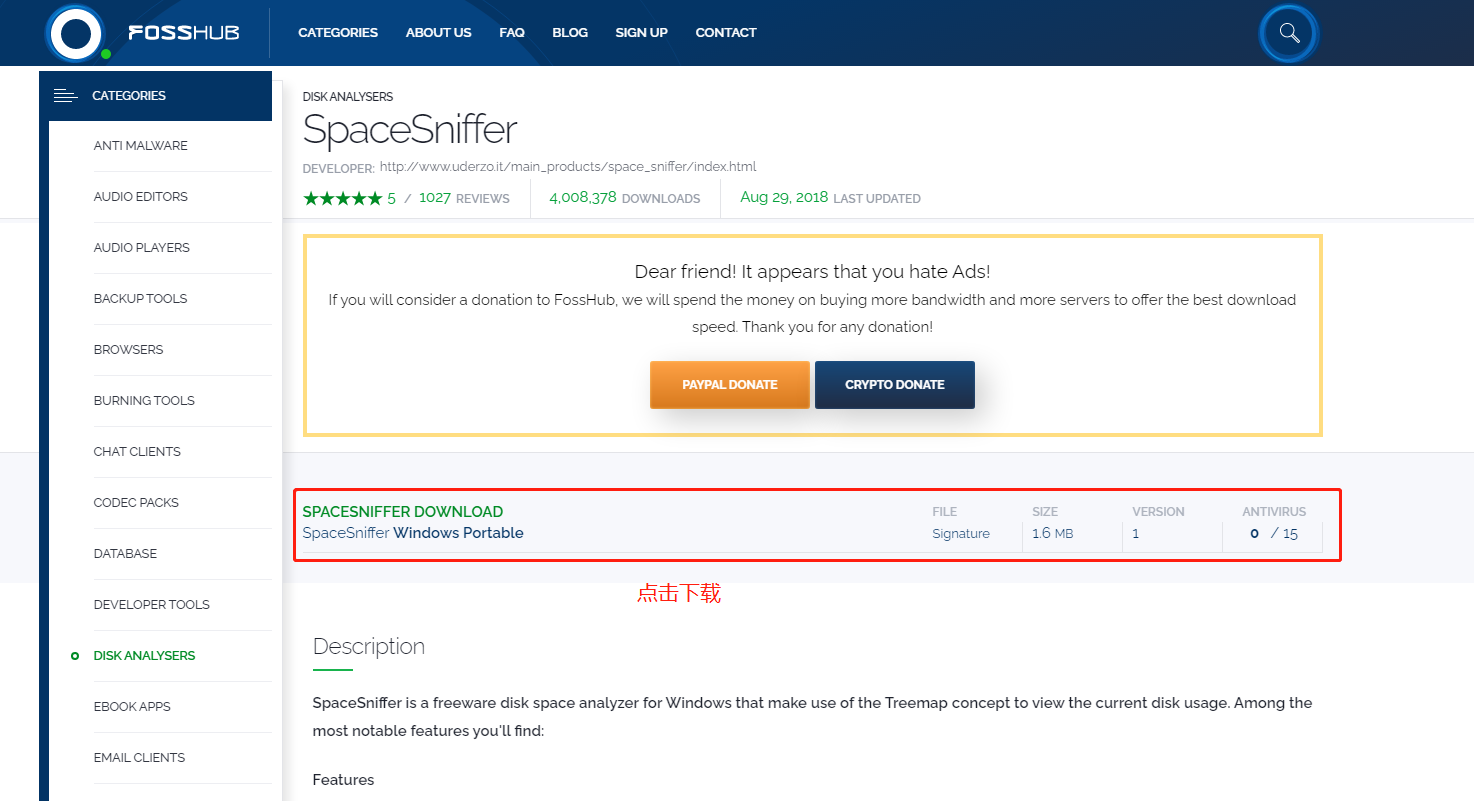 FOSSHUB
CATEGORIES ABOUT US FAQ BLOG SIGN UP CONTACT
CATEGORIES
ANTI MALWARE
AUDIO EDITORS
AUDIO PLAYERS
BACKUP TOOLS
BROWSERS
BURNING TOOLS
CHAT CLIENTS
CODEC PACKS
DATABASE
DEVELOPER TOOLS
DISK ANALYSERS
EBOOK APPS
EMAIL CLIENTS
DISK ANALYSERS
SpaceSniffer
DEVELOPER: http://www.uderzo.it/main_products/space_sniffer/index.html
★★★★★ 5 / 1027 REVIEWS 4,008,378 DOWNLOADS Aug 29, 2018 LAST UPDATED
Dear friend! It appears that you hate Ads!
If you will consider a donation to FossHub, we will spend the money on buying more bandwidth and more servers to offer the best download
speed. Thank you for any donation!
PAYPAL DONATE CRYPTO DONATE
SPACESNIFFER DOWNLOAD FILE SIZE VERSION ANTIVIRUS
SpaceSniffer Windows Portable Signature 1.6 MB 1 0 / 15
点击下载
Description
SpaceSniffer is a freeware disk space analyzer for Windows that make use of the Treemap concept to view the current disk usage. Among the
most notable features you'll find:
Features